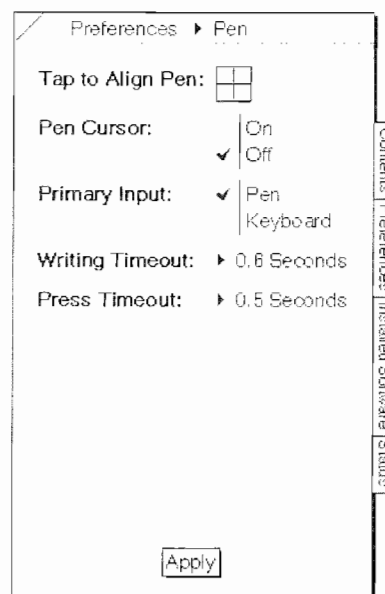 Preferences ▸ Pen
Tap to Align Pen:
Pen Cursor: On
✔ Off
Primary Input: ✔ Pen
Keyboard
Writing Timeout: ▸ 0.6 Seconds
Press Timeout: ▸ 0.5 Seconds
Apply
Contents
Preferences
Installed Software
Status